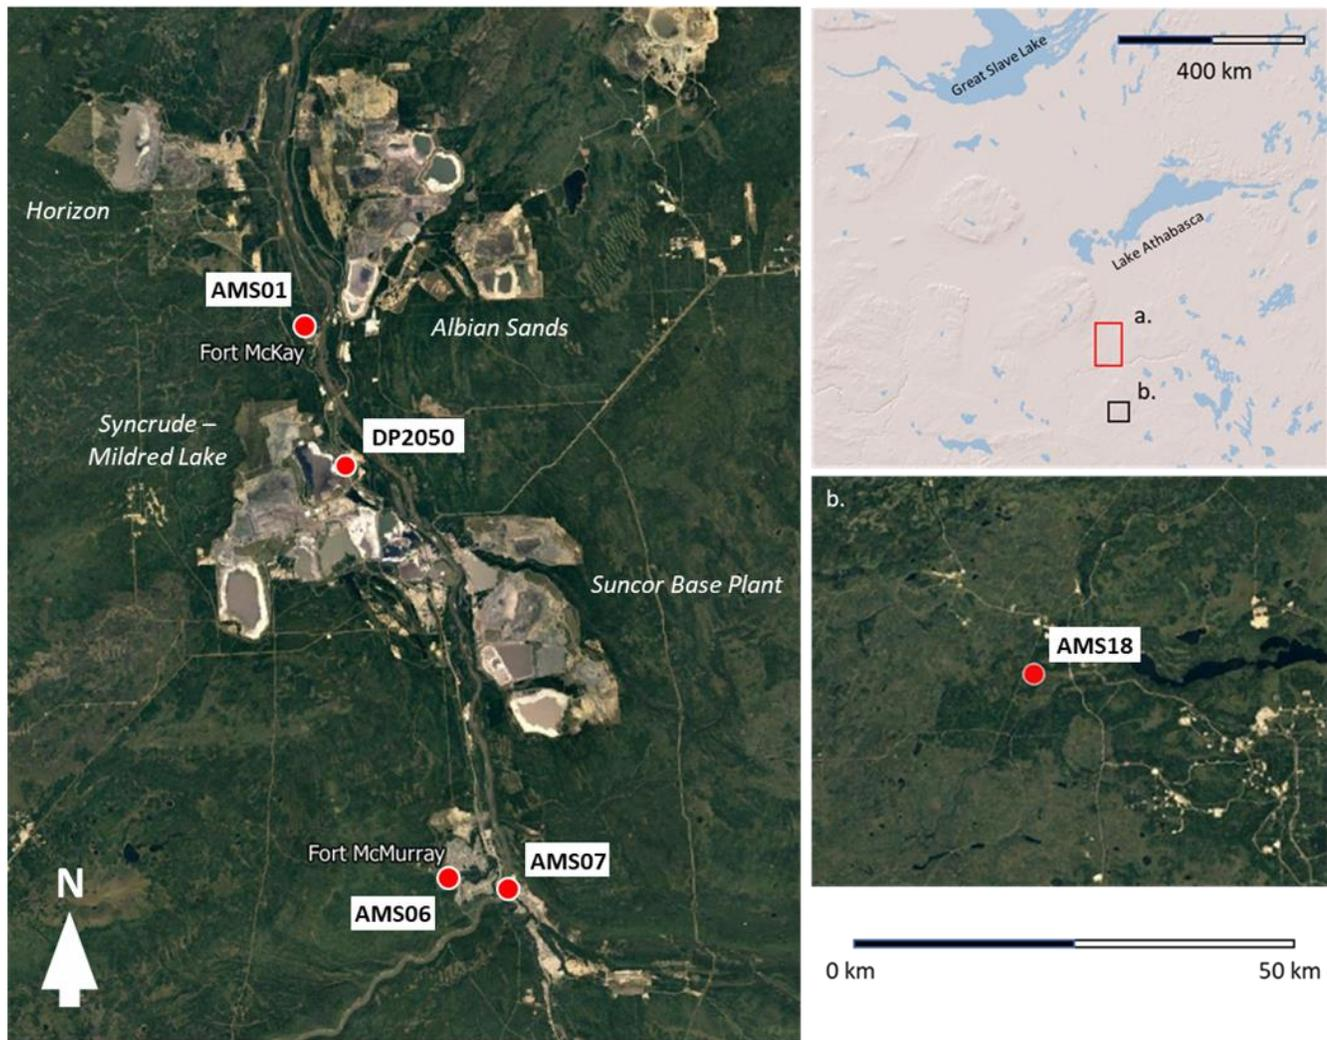 Horizon
AMS01
Fort McKay
Albian Sands
Syncrude –
Mildred Lake
DP2050
Suncor Base Plant
Fort McMurray
AMS07
AMS06
N
Great Slave Lake
400 km
Lake Athabasca
a.
b.
b.
AMS18
0 km
50 km